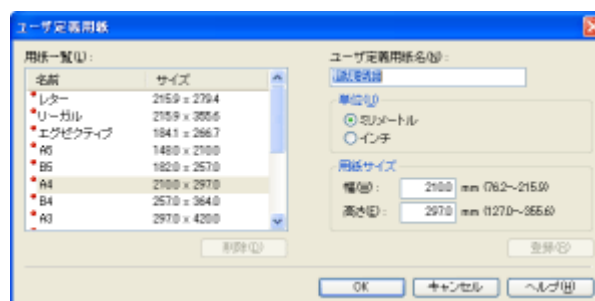 ユーザ定義用紙
用紙一覧(L):
名前 サイズ
レター 215.9 x 279.4
リーガル 215.9 x 355.6
エグゼクティブ 184.1 x 266.7
A5 148.0 x 210.0
B5 182.0 x 257.0
A4 210.0 x 297.0
B4 257.0 x 364.0
A3 297.0 x 420.0
削除(D)
ユーザ定義用紙名(N):
単位(U)
ミリメートル
インチ
用紙サイズ
幅(W): 210.0 mm (76.2~215.9)
高さ(E): 297.0 mm (127.0~355.6)
登録(R)
OK キャンセル ヘルプ(H)